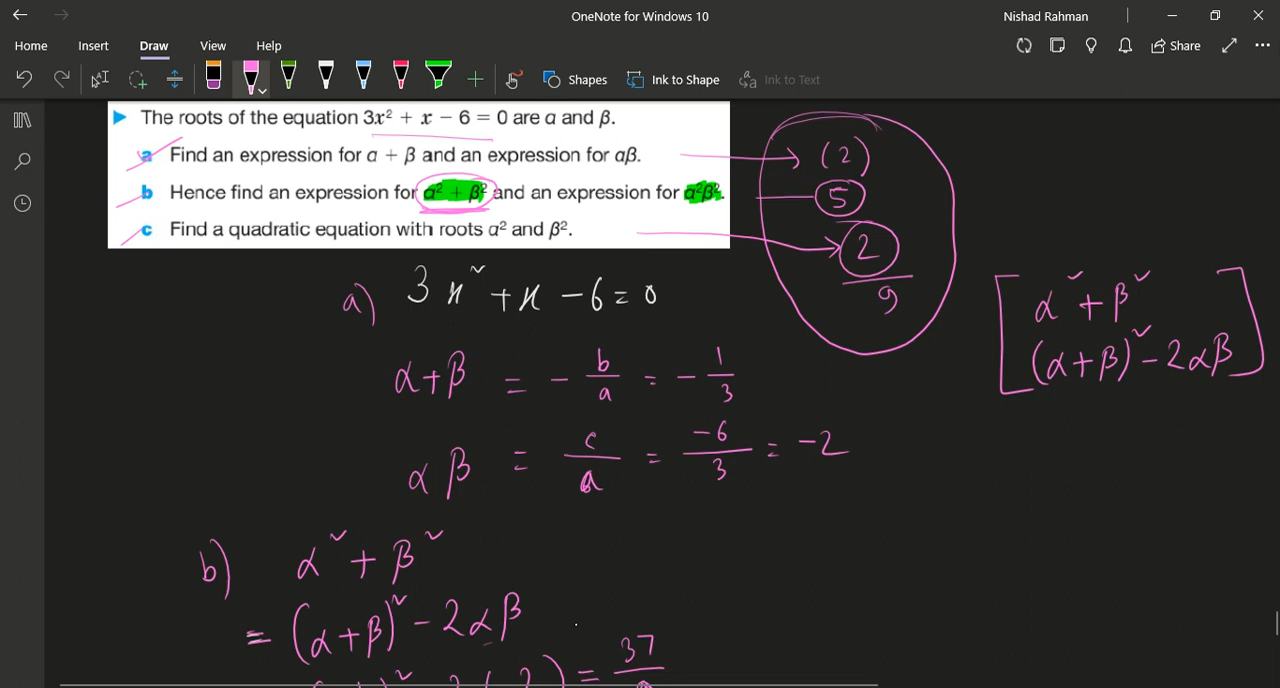 OneNote for Windows 10
Nishad Rahman
Home Insert Draw View Help
Share
Shapes Ink to Shape Ink to Text
The roots of the equation 3x² + x − 6 = 0 are α and β.
a Find an expression for α + β and an expression for αβ.
b Hence find an expression for α² + β² and an expression for α²β².
c Find a quadratic equation with roots α² and β².
(2)
5
2
9
a) 3x² + x − 6 = 0
α² + β²
(α+β)² − 2αβ
α+β = − b/a = − 1/3
αβ = c/a = −6/3 = −2
b) α² + β²
= (α+β)² − 2αβ
= 37